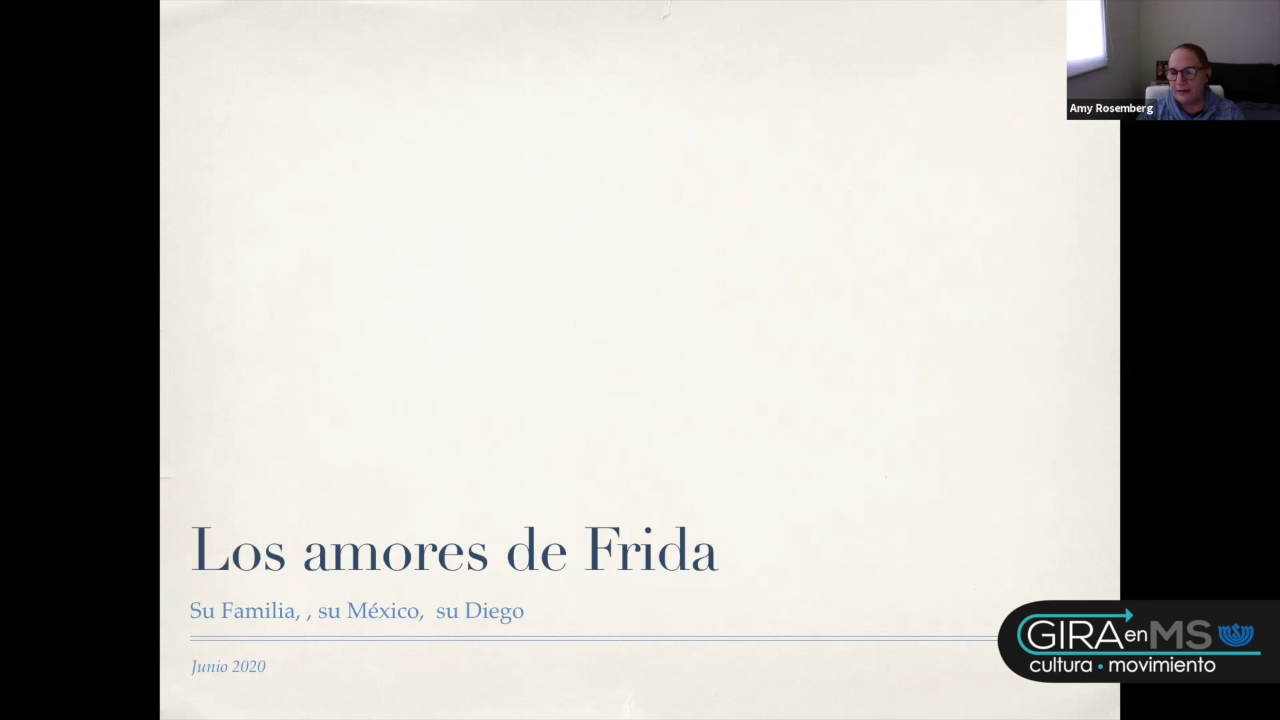 Amy Rosemberg
Los amores de Frida
Su Familia, , su México,  su Diego
Junio 2020
GIRA en MS
cultura • movimiento